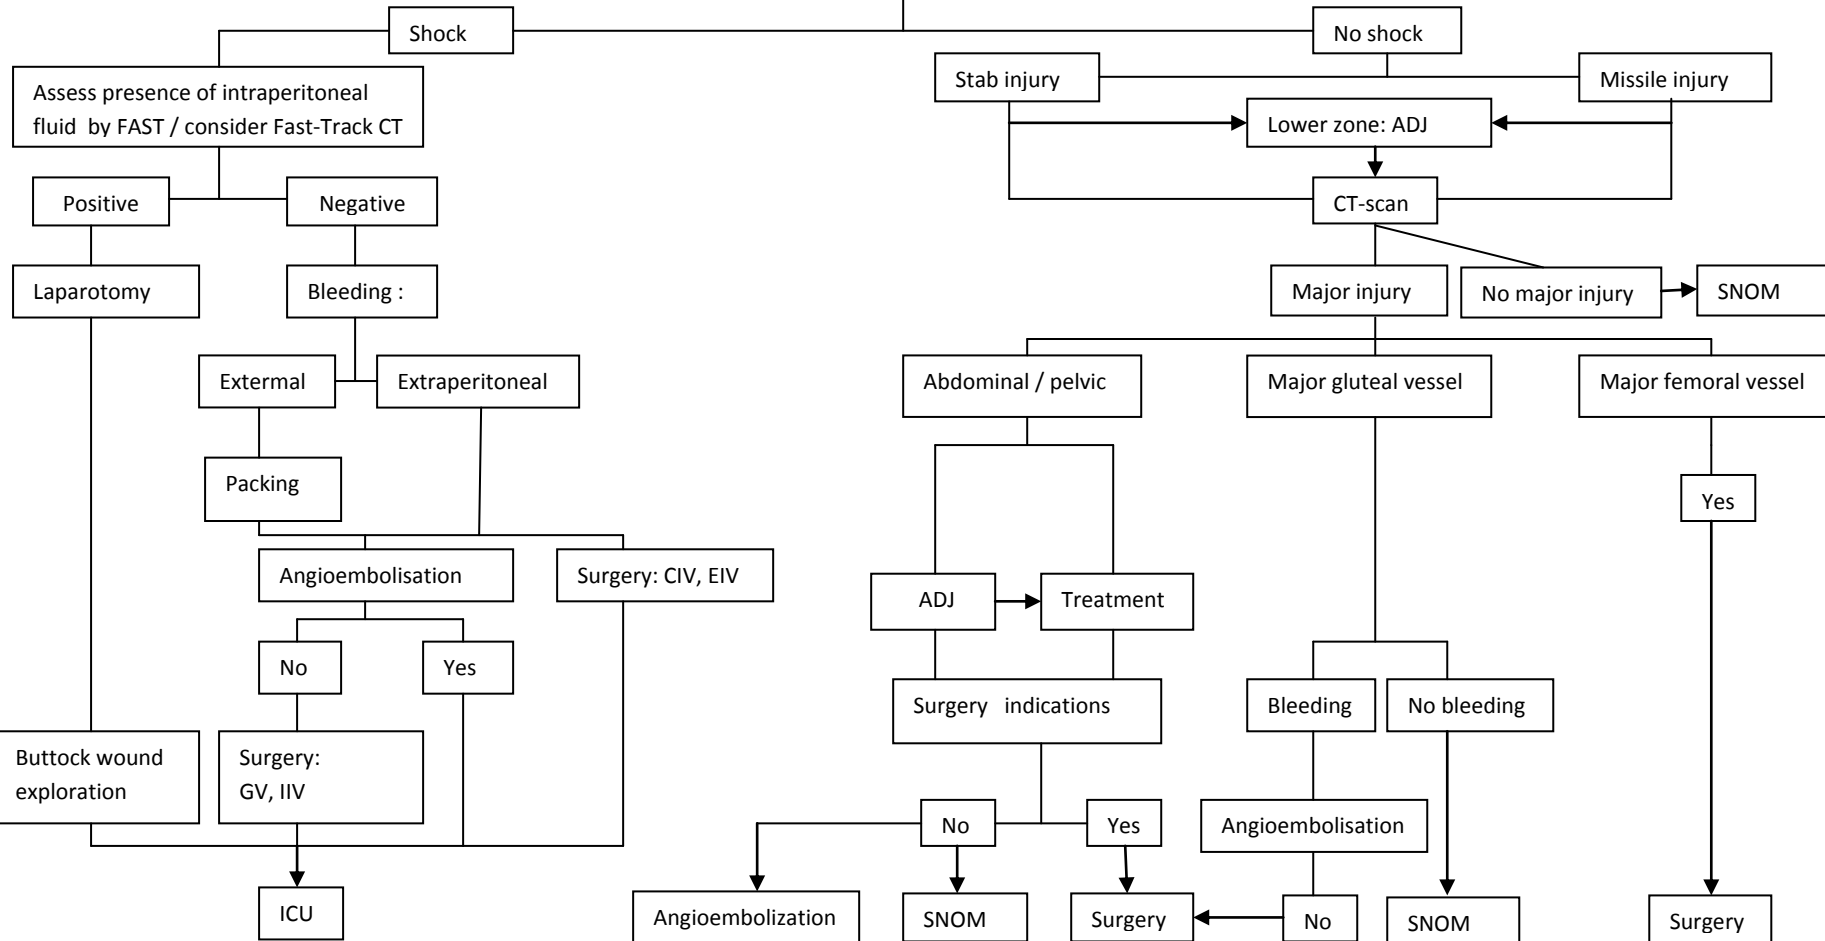 Shock
No shock
Assess presence of intraperitoneal
fluid by FAST / consider Fast-Track CT
Stab injury
Missile injury
Lower zone: ADJ
Positive
Negative
CT-scan
Laparotomy
Bleeding :
Major injury
No major injury
SNOM
Extermal
Extraperitoneal
Abdominal / pelvic
Major gluteal vessel
Major femoral vessel
Packing
Yes
Angioembolisation
Surgery: CIV, EIV
ADJ
Treatment
No
Yes
Surgery indications
Bleeding
No bleeding
Buttock wound
exploration
Surgery:
GV, IIV
No
Yes
Angioembolisation
ICU
Angioembolization
SNOM
Surgery
No
SNOM
Surgery